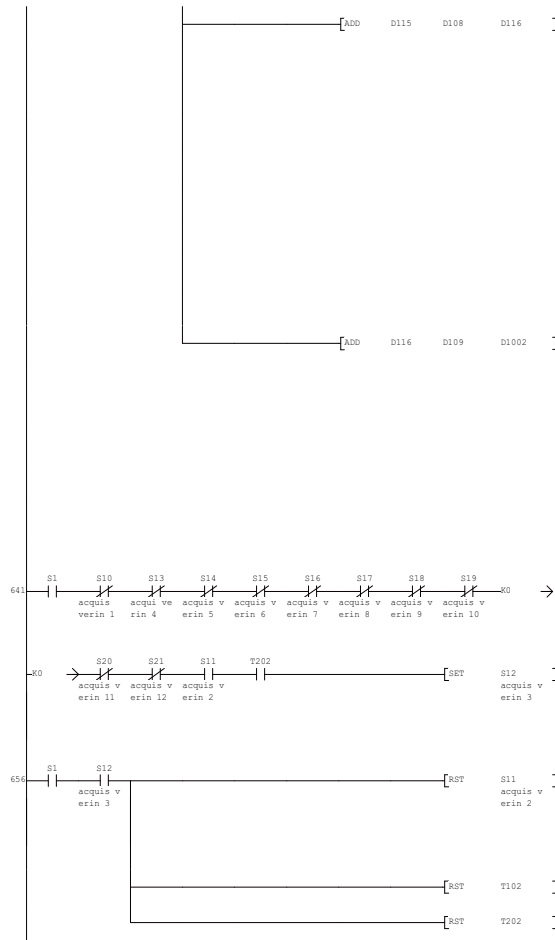 ADD D115 D108 D116
ADD D116 D109 D1002
S1 S10 S13 S14 S15 S16 S17 S18 S19
641 K0
acquis acqui ve acquis v acquis v acquis v acquis v acquis v acquis v
verin 1 rin 4 erin 5 erin 6 erin 7 erin 8 erin 9 erin 10
S20 S21 S11 T202
K0 SET S12
acquis v acquis v acquis v acquis v
erin 11 erin 12 erin 2 erin 3
S1 S12
656 RST S11
acquis v acquis v
erin 3 erin 2
RST T102
RST T202